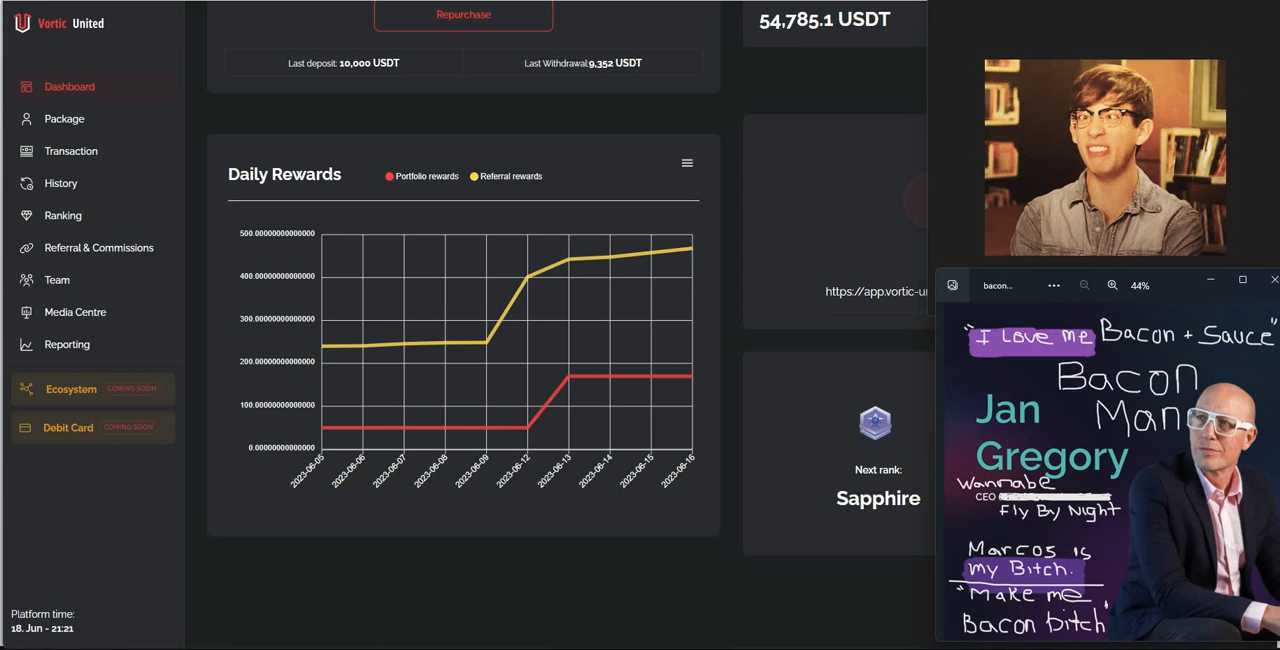 Vortic United
Dashboard
Package
Transaction
History
Ranking
Referral & Commissions
Team
Media Centre
Reporting
Ecosystem COMING SOON
Debit Card COMING SOON
Platform time:
18. Jun - 21:21
Repurchase
Last deposit: 10,000 USDT
Last Withdrawal:9,352 USDT
Daily Rewards
Portfolio rewards
Referral rewards
500.00000000000000
400.00000000000000
300.00000000000000
200.00000000000000
100.00000000000000
0.00000000000000
2023-06-05
2023-06-06
2023-06-07
2023-06-08
2023-06-09
2023-06-12
2023-06-13
2023-06-14
2023-06-15
2023-06-16
54,785.1 USDT
https://app.vortic-u
Next rank:
Sapphire
bacon...
44%
"I Love me Bacon + Sauce"
Bacon
Man
Jan
Gregory
Wannabe
CEO
Fly By Night
Marcos is
my Bitch.
"Make me
Bacon bitch'